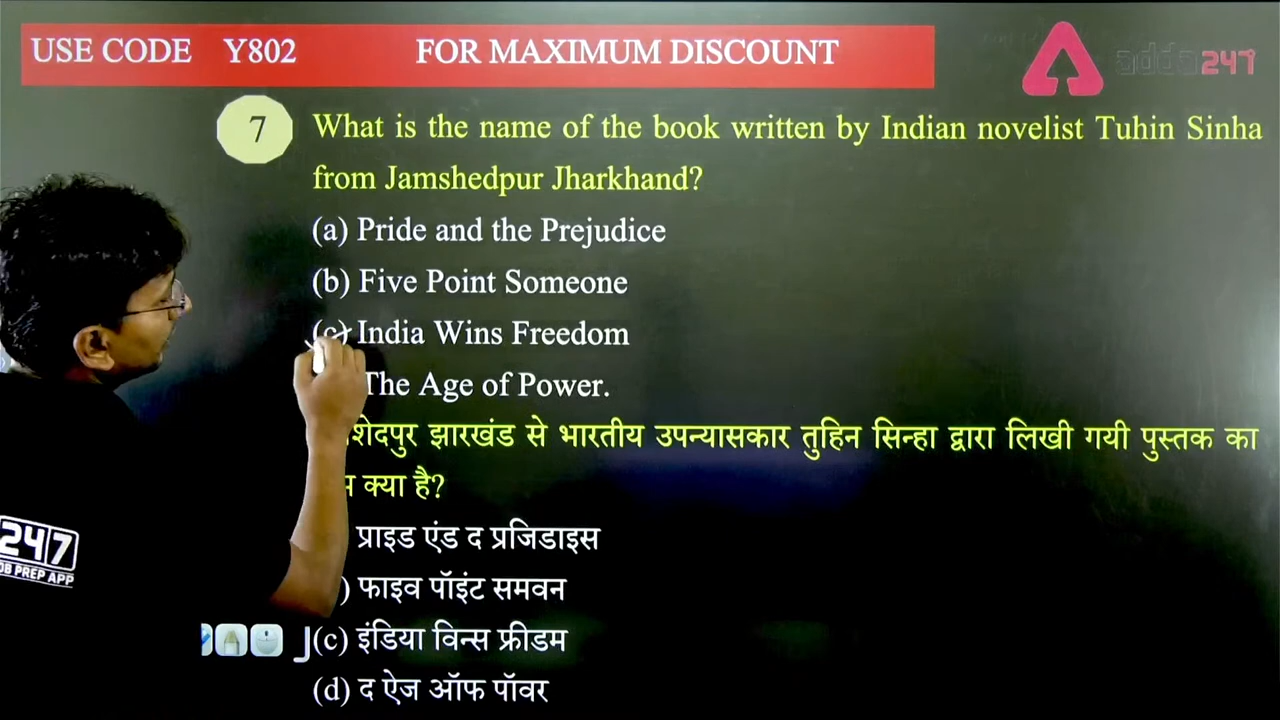 USE CODE Y802 FOR MAXIMUM DISCOUNT
adda247
7 What is the name of the book written by Indian novelist Tuhin Sinha
from Jamshedpur Jharkhand?
(a) Pride and the Prejudice
(b) Five Point Someone
(c) India Wins Freedom
The Age of Power.
झारखंड से भारतीय उपन्यासकार तुहिन सिन्हा द्वारा लिखी गयी पुस्तक का
क्या है?
प्राइड एंड द प्रजिडाइस
) फाइव पॉइंट समवन
(c) इंडिया विन्स फ्रीडम
(d) द ऐज ऑफ पॉवर
247
PREP APP